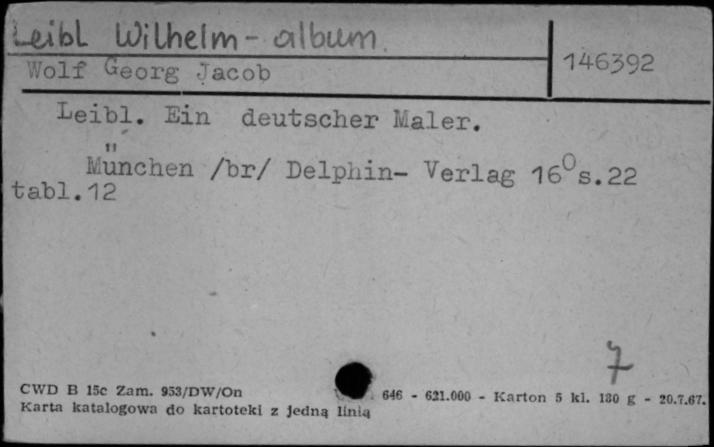 Leibl Wilhelm - album.
Wolf Georg Jacob
146392
Leibl. Ein deutscher Maler.
München /br/ Delphin- Verlag 16⁰s.22
tabl.12
7
CWD B 15c Zam. 953/DW/On
646 - 621.000 - Karton 5 kl. 180 g - 20.7.67.
Karta katalogowa do kartoteki z jedną linią